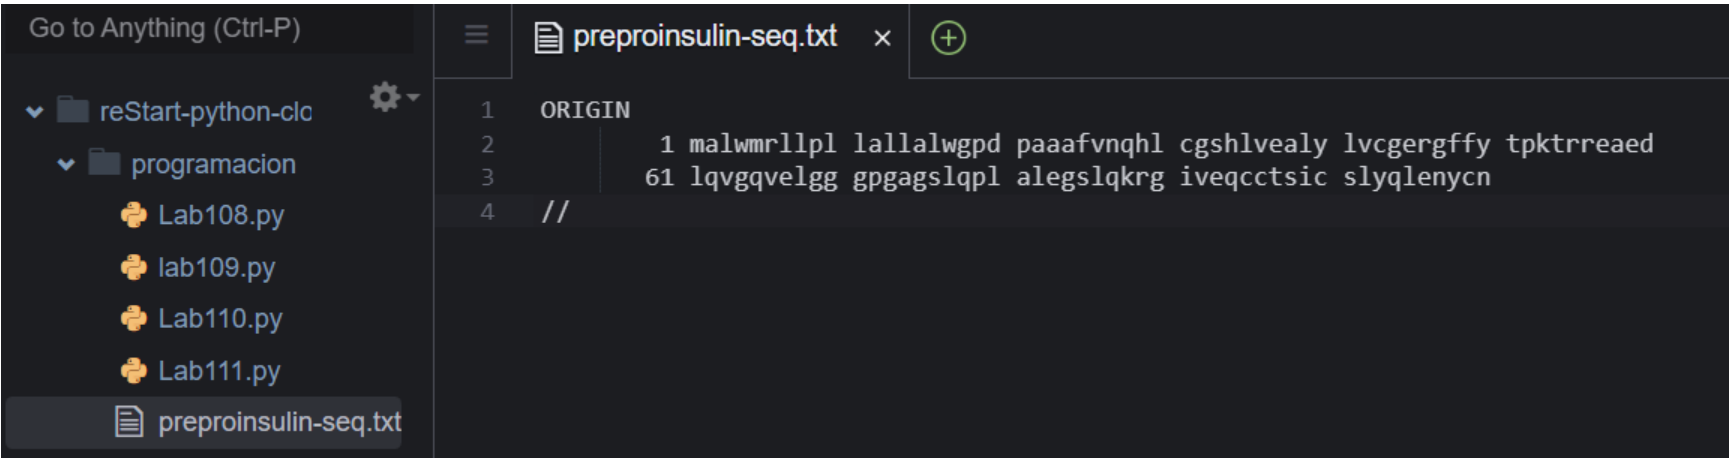 Go to Anything (Ctrl-P)
reStart-python-clo
programacion
Lab108.py
lab109.py
Lab110.py
Lab111.py
preproinsulin-seq.txt
preproinsulin-seq.txt ×
1 ORIGIN
2 1 malwmrllpl lallalwgpd paaafvnqhl cgshlvealy lvcgergffy tpktrreaed
3 61 lqvgqvelgg gpgagslqpl alegslqkrg iveqcctsic slyqlenycn
4 //